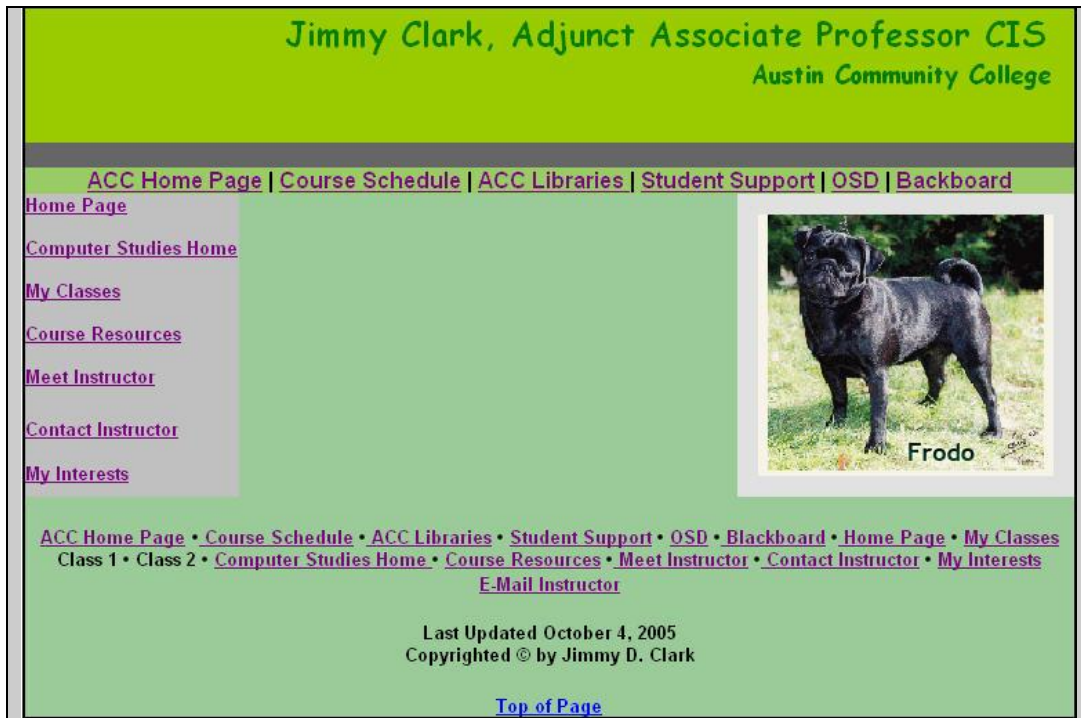 Jimmy Clark, Adjunct Associate Professor CIS
Austin Community College
ACC Home Page | Course Schedule | ACC Libraries | Student Support | OSD | Backboard
Home Page
Computer Studies Home
My Classes
Course Resources
Meet Instructor
Contact Instructor
My Interests
Frodo
ACC Home Page • Course Schedule • ACC Libraries • Student Support • OSD • Blackboard • Home Page • My Classes
Class 1 • Class 2 • Computer Studies Home • Course Resources • Meet Instructor • Contact Instructor • My Interests
E-Mail Instructor
Last Updated October 4, 2005
Copyrighted © by Jimmy D. Clark
Top of Page